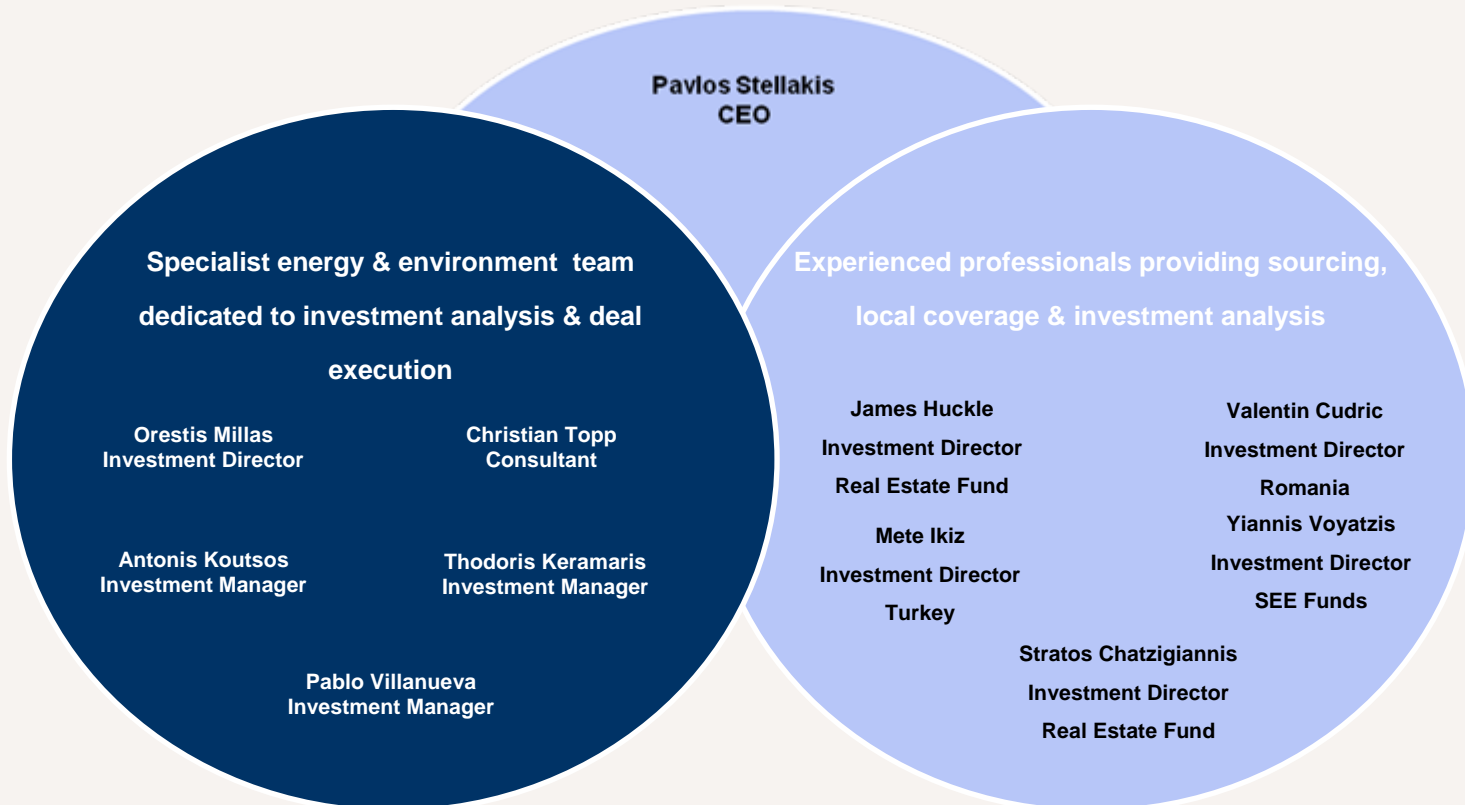 Pavlos Stellakis
CEO
Specialist energy & environment team
dedicated to investment analysis & deal
execution
Orestis Millas
Investment Director
Christian Topp
Consultant
Antonis Koutsos
Investment Manager
Thodoris Keramaris
Investment Manager
Pablo Villanueva
Investment Manager
Experienced professionals providing sourcing,
local coverage & investment analysis
James Huckle
Investment Director
Real Estate Fund
Valentin Cudric
Investment Director
Romania
Mete Ikiz
Investment Director
Turkey
Yiannis Voyatzis
Investment Director
SEE Funds
Stratos Chatzigiannis
Investment Director
Real Estate Fund